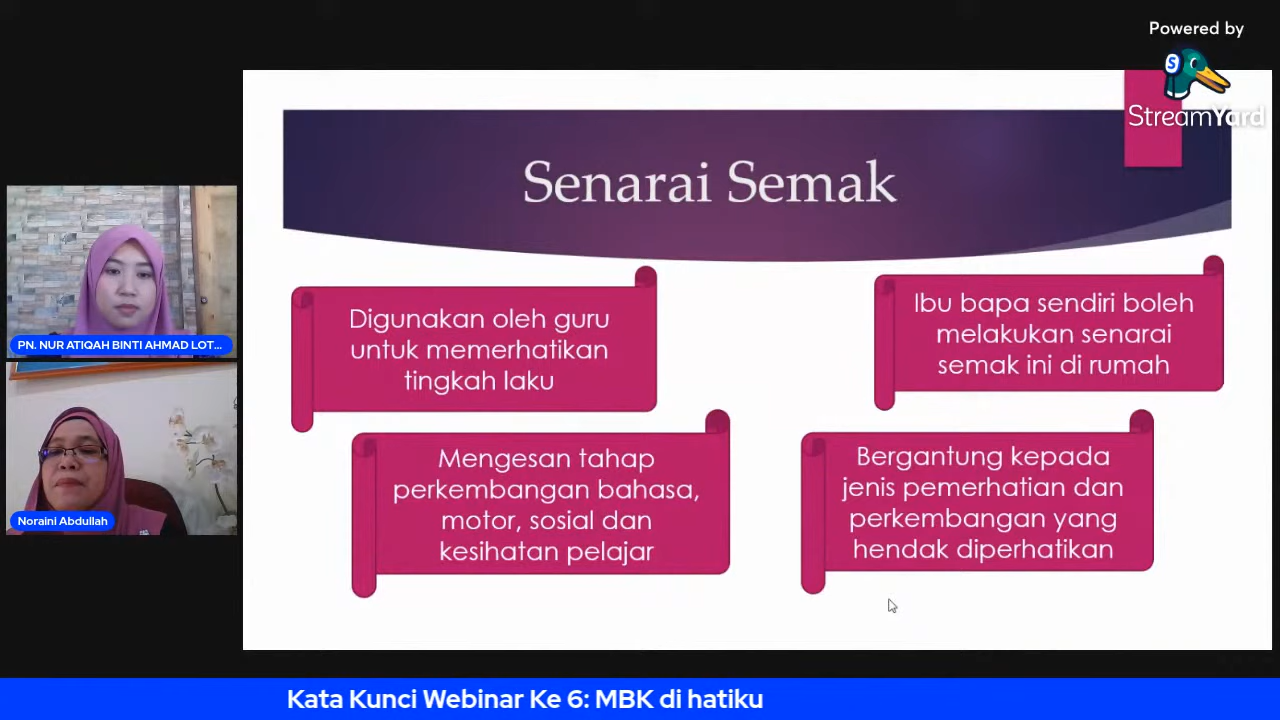 Powered by
StreamYard
Senarai Semak
Digunakan oleh guru
untuk memerhatikan
tingkah laku
Ibu bapa sendiri boleh
melakukan senarai
semak ini di rumah
Mengesan tahap
perkembangan bahasa,
motor, sosial dan
kesihatan pelajar
Bergantung kepada
jenis pemerhatian dan
perkembangan yang
hendak diperhatikan
PN. NUR ATIQAH BINTI AHMAD LOT...
Noraini Abdullah
Kata Kunci Webinar Ke 6: MBK di hatiku